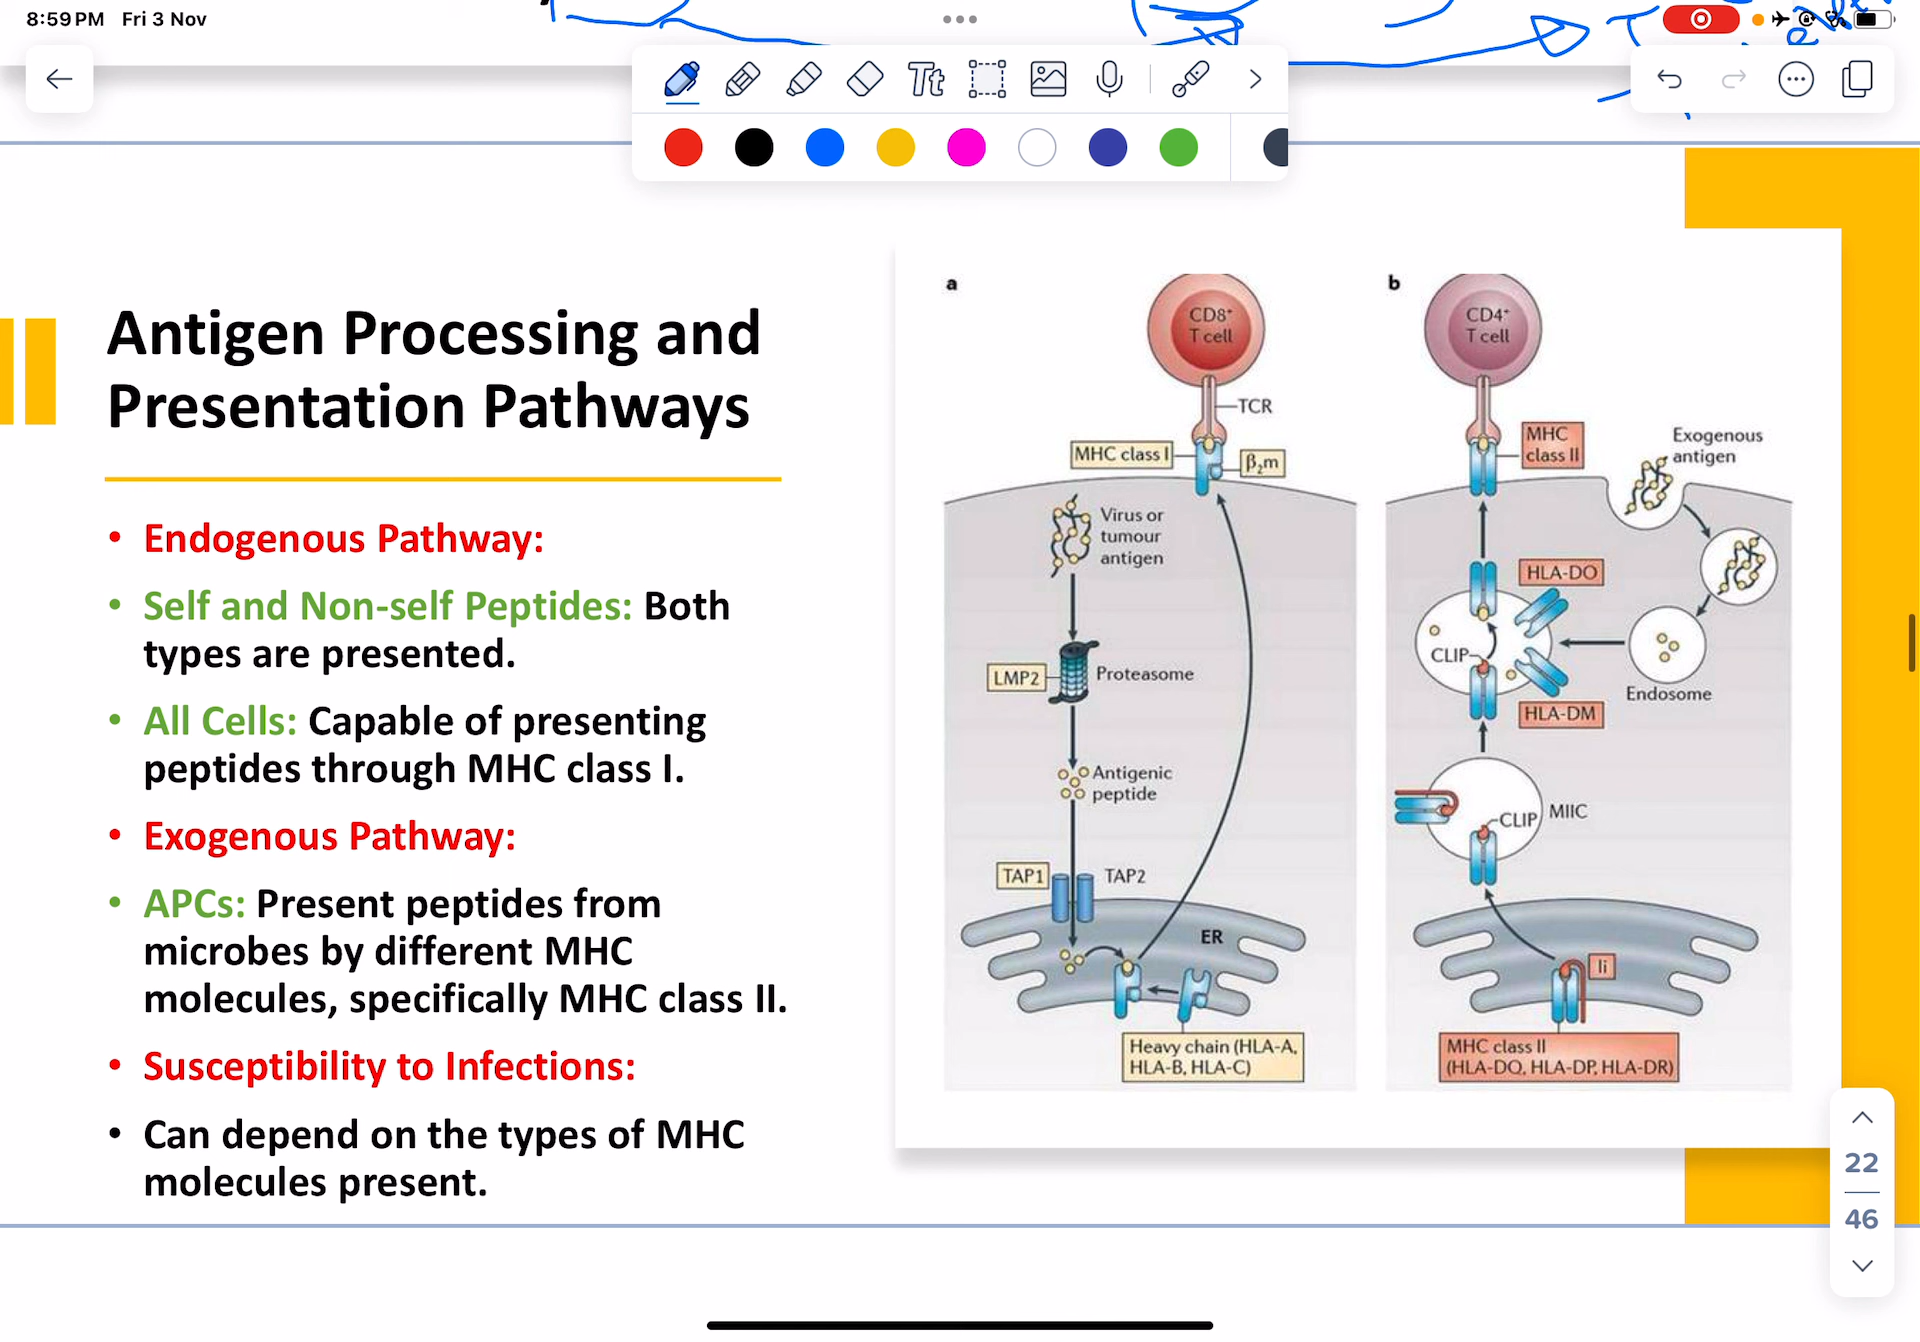 8:59 PM Fri 3 Nov
Tt
Antigen Processing and
Presentation Pathways
• Endogenous Pathway:
• Self and Non-self Peptides: Both
types are presented.
• All Cells: Capable of presenting
peptides through MHC class I.
• Exogenous Pathway:
• APCs: Present peptides from
microbes by different MHC
molecules, specifically MHC class II.
• Susceptibility to Infections:
• Can depend on the types of MHC
molecules present.
a
CD8+
T cell
TCR
MHC class I
β2m
Virus or
tumour
antigen
LMP2
Proteasome
Antigenic
peptide
TAP1
TAP2
ER
Heavy chain (HLA-A,
HLA-B, HLA-C)
b
CD4+
T cell
MHC
class II
Exogenous
antigen
HLA-DO
CLIP
Endosome
HLA-DM
CLIP
MIIC
Ii
MHC class II
(HLA-DQ, HLA-DP, HLA-DR)
22
46